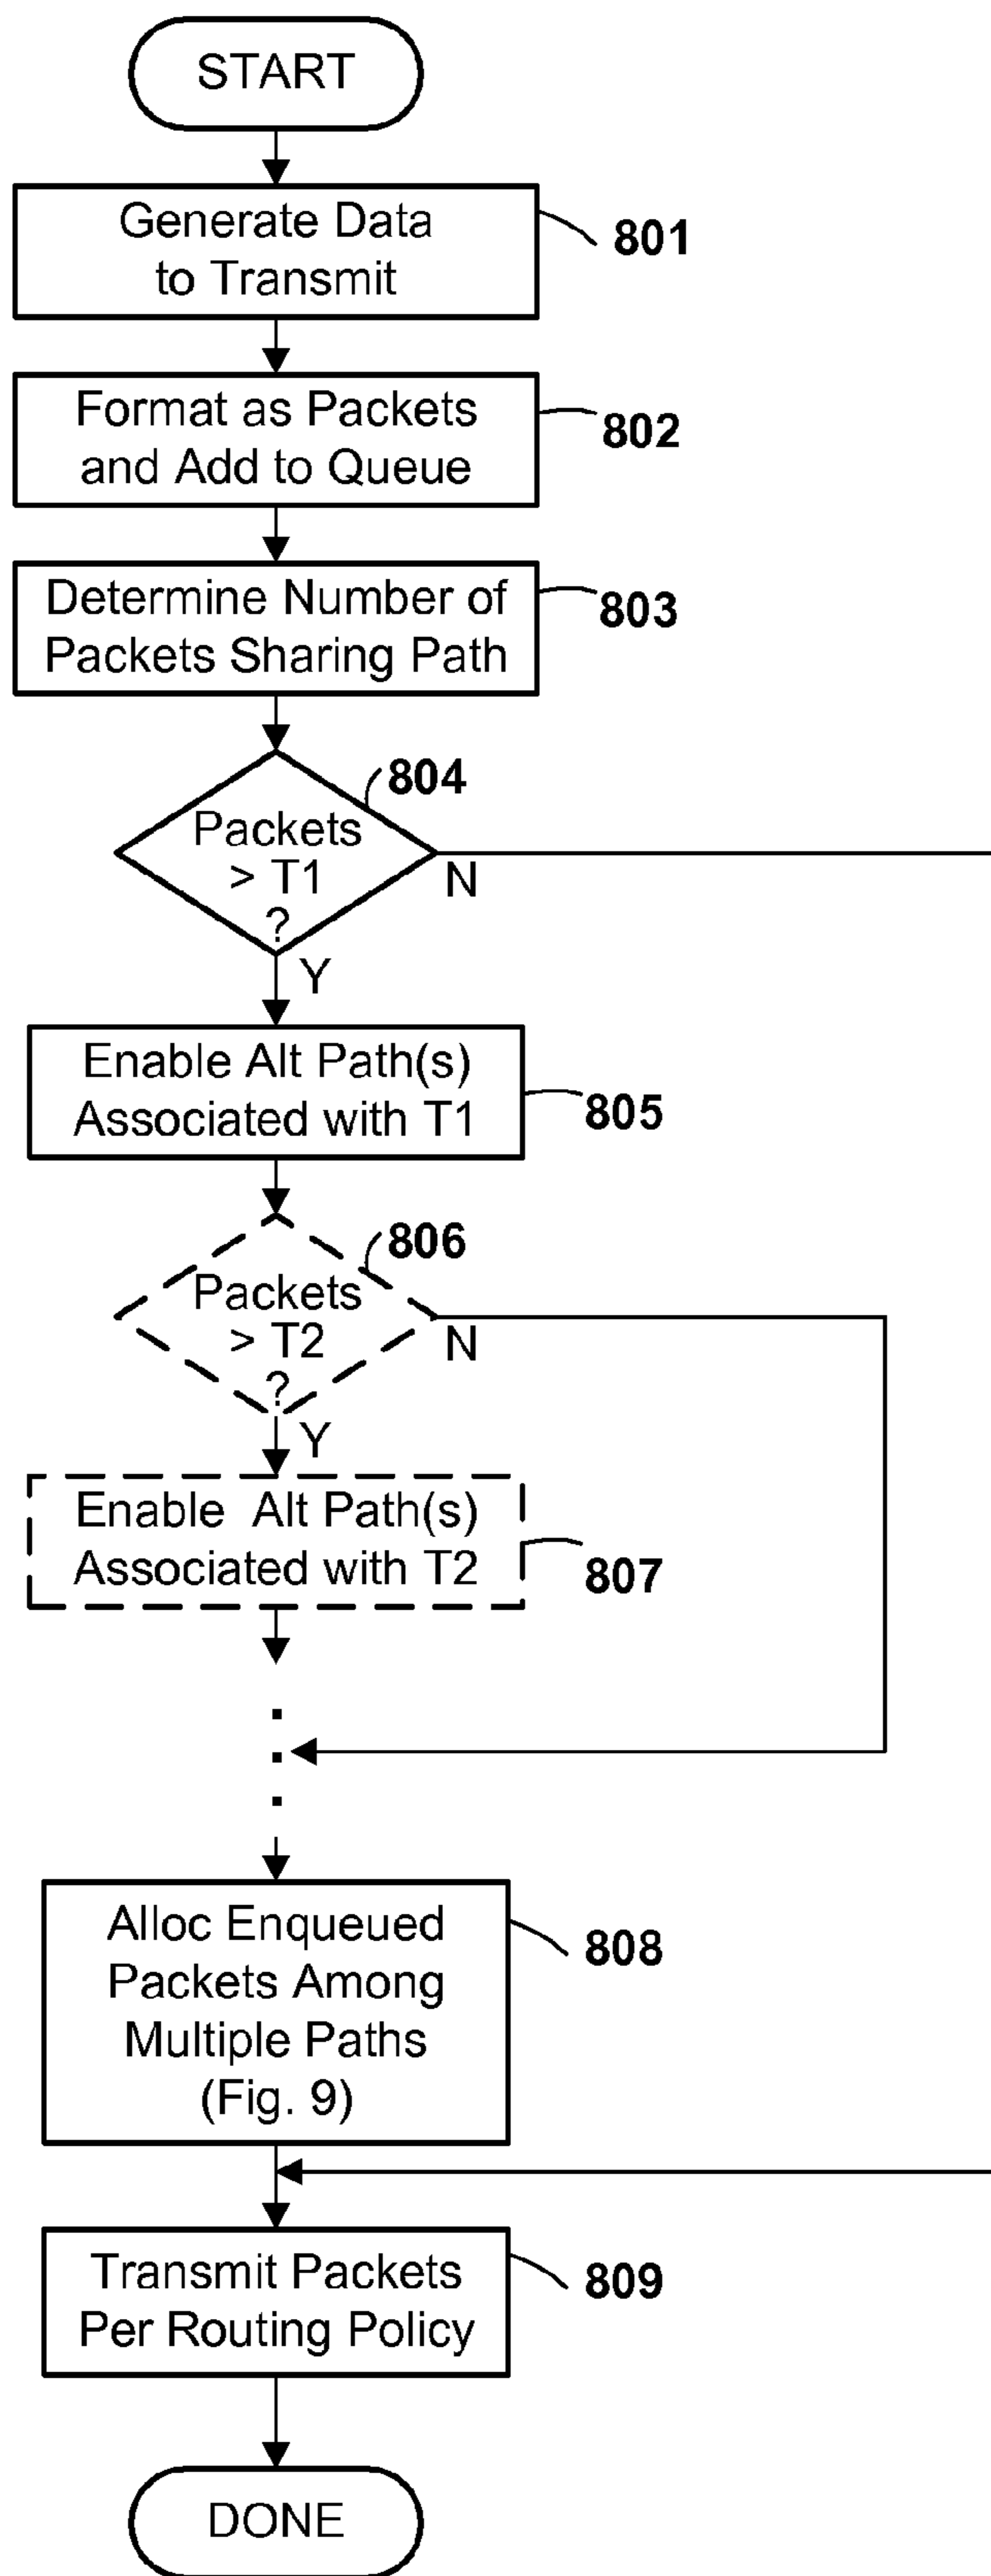 START
Generate Data
to Transmit
801
Format as Packets
and Add to Queue
802
Determine Number of
Packets Sharing Path
803
804
Packets
> T1
?
N
Y
Enable Alt Path(s)
Associated with T1
805
806
Packets
> T2
?
N
Y
Enable Alt Path(s)
Associated with T2
807
Alloc Enqueued
Packets Among
Multiple Paths
(Fig. 9)
808
Transmit Packets
Per Routing Policy
809
DONE